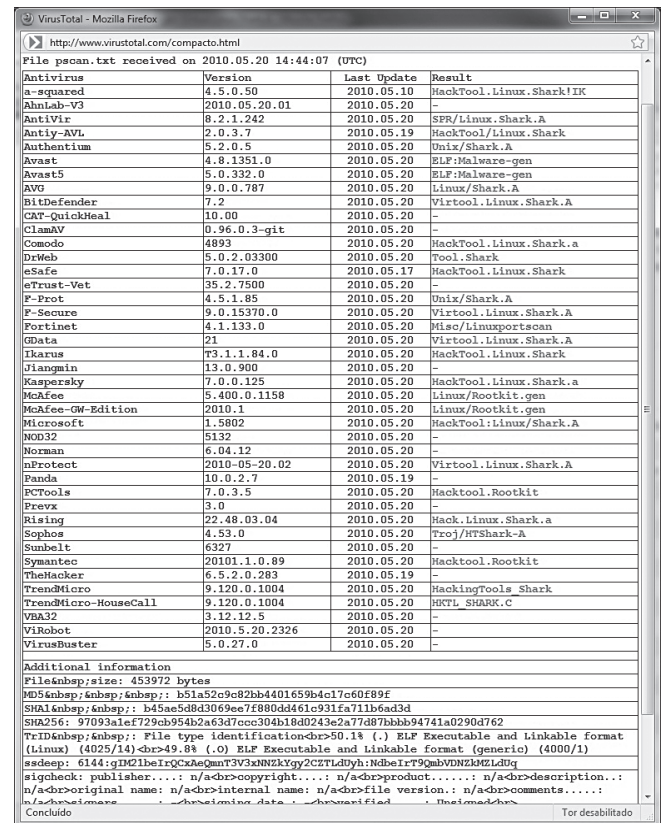 VirusTotal - Mozilla Firefox
http://www.virustotal.com/compacto.html
File pscan.txt received on 2010.05.20 14:44:07 (UTC)
Antivirus Version Last Update Result
a-squared 4.5.0.50 2010.05.10 HackTool.Linux.Shark!IK
AhnLab-V3 2010.05.20.01 2010.05.20 -
AntiVir 8.2.1.242 2010.05.20 SPR/Linux.Shark.A
Antiy-AVL 2.0.3.7 2010.05.19 HackTool/Linux.Shark
Authentium 5.2.0.5 2010.05.20 Unix/Shark.A
Avast 4.8.1351.0 2010.05.20 ELF:Malware-gen
Avast5 5.0.332.0 2010.05.20 ELF:Malware-gen
AVG 9.0.0.787 2010.05.20 Linux/Shark.A
BitDefender 7.2 2010.05.20 Virtool.Linux.Shark.A
CAT-QuickHeal 10.00 2010.05.20 -
ClamAV 0.96.0.3-git 2010.05.20 -
Comodo 4893 2010.05.20 HackTool.Linux.Shark.a
DrWeb 5.0.2.03300 2010.05.20 Tool.Shark
eSafe 7.0.17.0 2010.05.17 HackTool.Linux.Shark
eTrust-Vet 35.2.7500 2010.05.20 -
F-Prot 4.5.1.85 2010.05.20 Unix/Shark.A
F-Secure 9.0.15370.0 2010.05.20 Virtool.Linux.Shark.A
Fortinet 4.1.133.0 2010.05.20 Misc/Linuxportscan
GData 21 2010.05.20 Virtool.Linux.Shark.A
Ikarus T3.1.1.84.0 2010.05.20 HackTool.Linux.Shark
Jiangmin 13.0.900 2010.05.20 -
Kaspersky 7.0.0.125 2010.05.20 HackTool.Linux.Shark.a
McAfee 5.400.0.1158 2010.05.20 Linux/Rootkit.gen
McAfee-GW-Edition 2010.1 2010.05.20 Linux/Rootkit.gen
Microsoft 1.5802 2010.05.20 HackTool:Linux/Shark.A
NOD32 5132 2010.05.20 -
Norman 6.04.12 2010.05.20 -
nProtect 2010-05-20.02 2010.05.20 Virtool.Linux.Shark.A
Panda 10.0.2.7 2010.05.19 -
PCTools 7.0.3.5 2010.05.20 Hacktool.Rootkit
Prevx 3.0 2010.05.20 -
Rising 22.48.03.04 2010.05.20 Hack.Linux.Shark.a
Sophos 4.53.0 2010.05.20 Troj/HTShark-A
Sunbelt 6327 2010.05.20 -
Symantec 20101.1.0.89 2010.05.20 Hacktool.Rootkit
TheHacker 6.5.2.0.283 2010.05.19 -
TrendMicro 9.120.0.1004 2010.05.20 HackingTools_Shark
TrendMicro-HouseCall 9.120.0.1004 2010.05.20 HKTL_SHARK.C
VBA32 3.12.12.5 2010.05.20 -
ViRobot 2010.5.20.2326 2010.05.20 -
VirusBuster 5.0.27.0 2010.05.20 -
Additional information
File&nbsp;size: 453972 bytes
MD5&nbsp;&nbsp;&nbsp;: b51a52c9c82bb4401659b4c17c60f89f
SHA1&nbsp;&nbsp;: b45ae5d8d3069ee7f880dd461c931fa711b6ad3d
SHA256: 97093a1ef729cb954b2a63d7ccc304b18d0243e2a77d87bbbb94741a0290d762
TrID&nbsp;&nbsp;: File type identification<br>50.1% (.) ELF Executable and Linkable format
(Linux) (4025/14)<br>49.8% (.O) ELF Executable and Linkable format (generic) (4000/1)
ssdeep: 6144:gIM21beIrQCxAeQmnT3V3xNNZkYgy2CZTLdUyh:NdbeIrT9QmbVDNZkMZLdUq
sigcheck: publisher....: n/a<br>copyright....: n/a<br>product......: n/a<br>description..:
n/a<br>original name: n/a<br>internal name: n/a<br>file version.: n/a<br>comments.....:
n/a<br>signers......: -<br>signing date.: -<br>verified.....: Unsigned<br>
Concluído Tor desabilitado